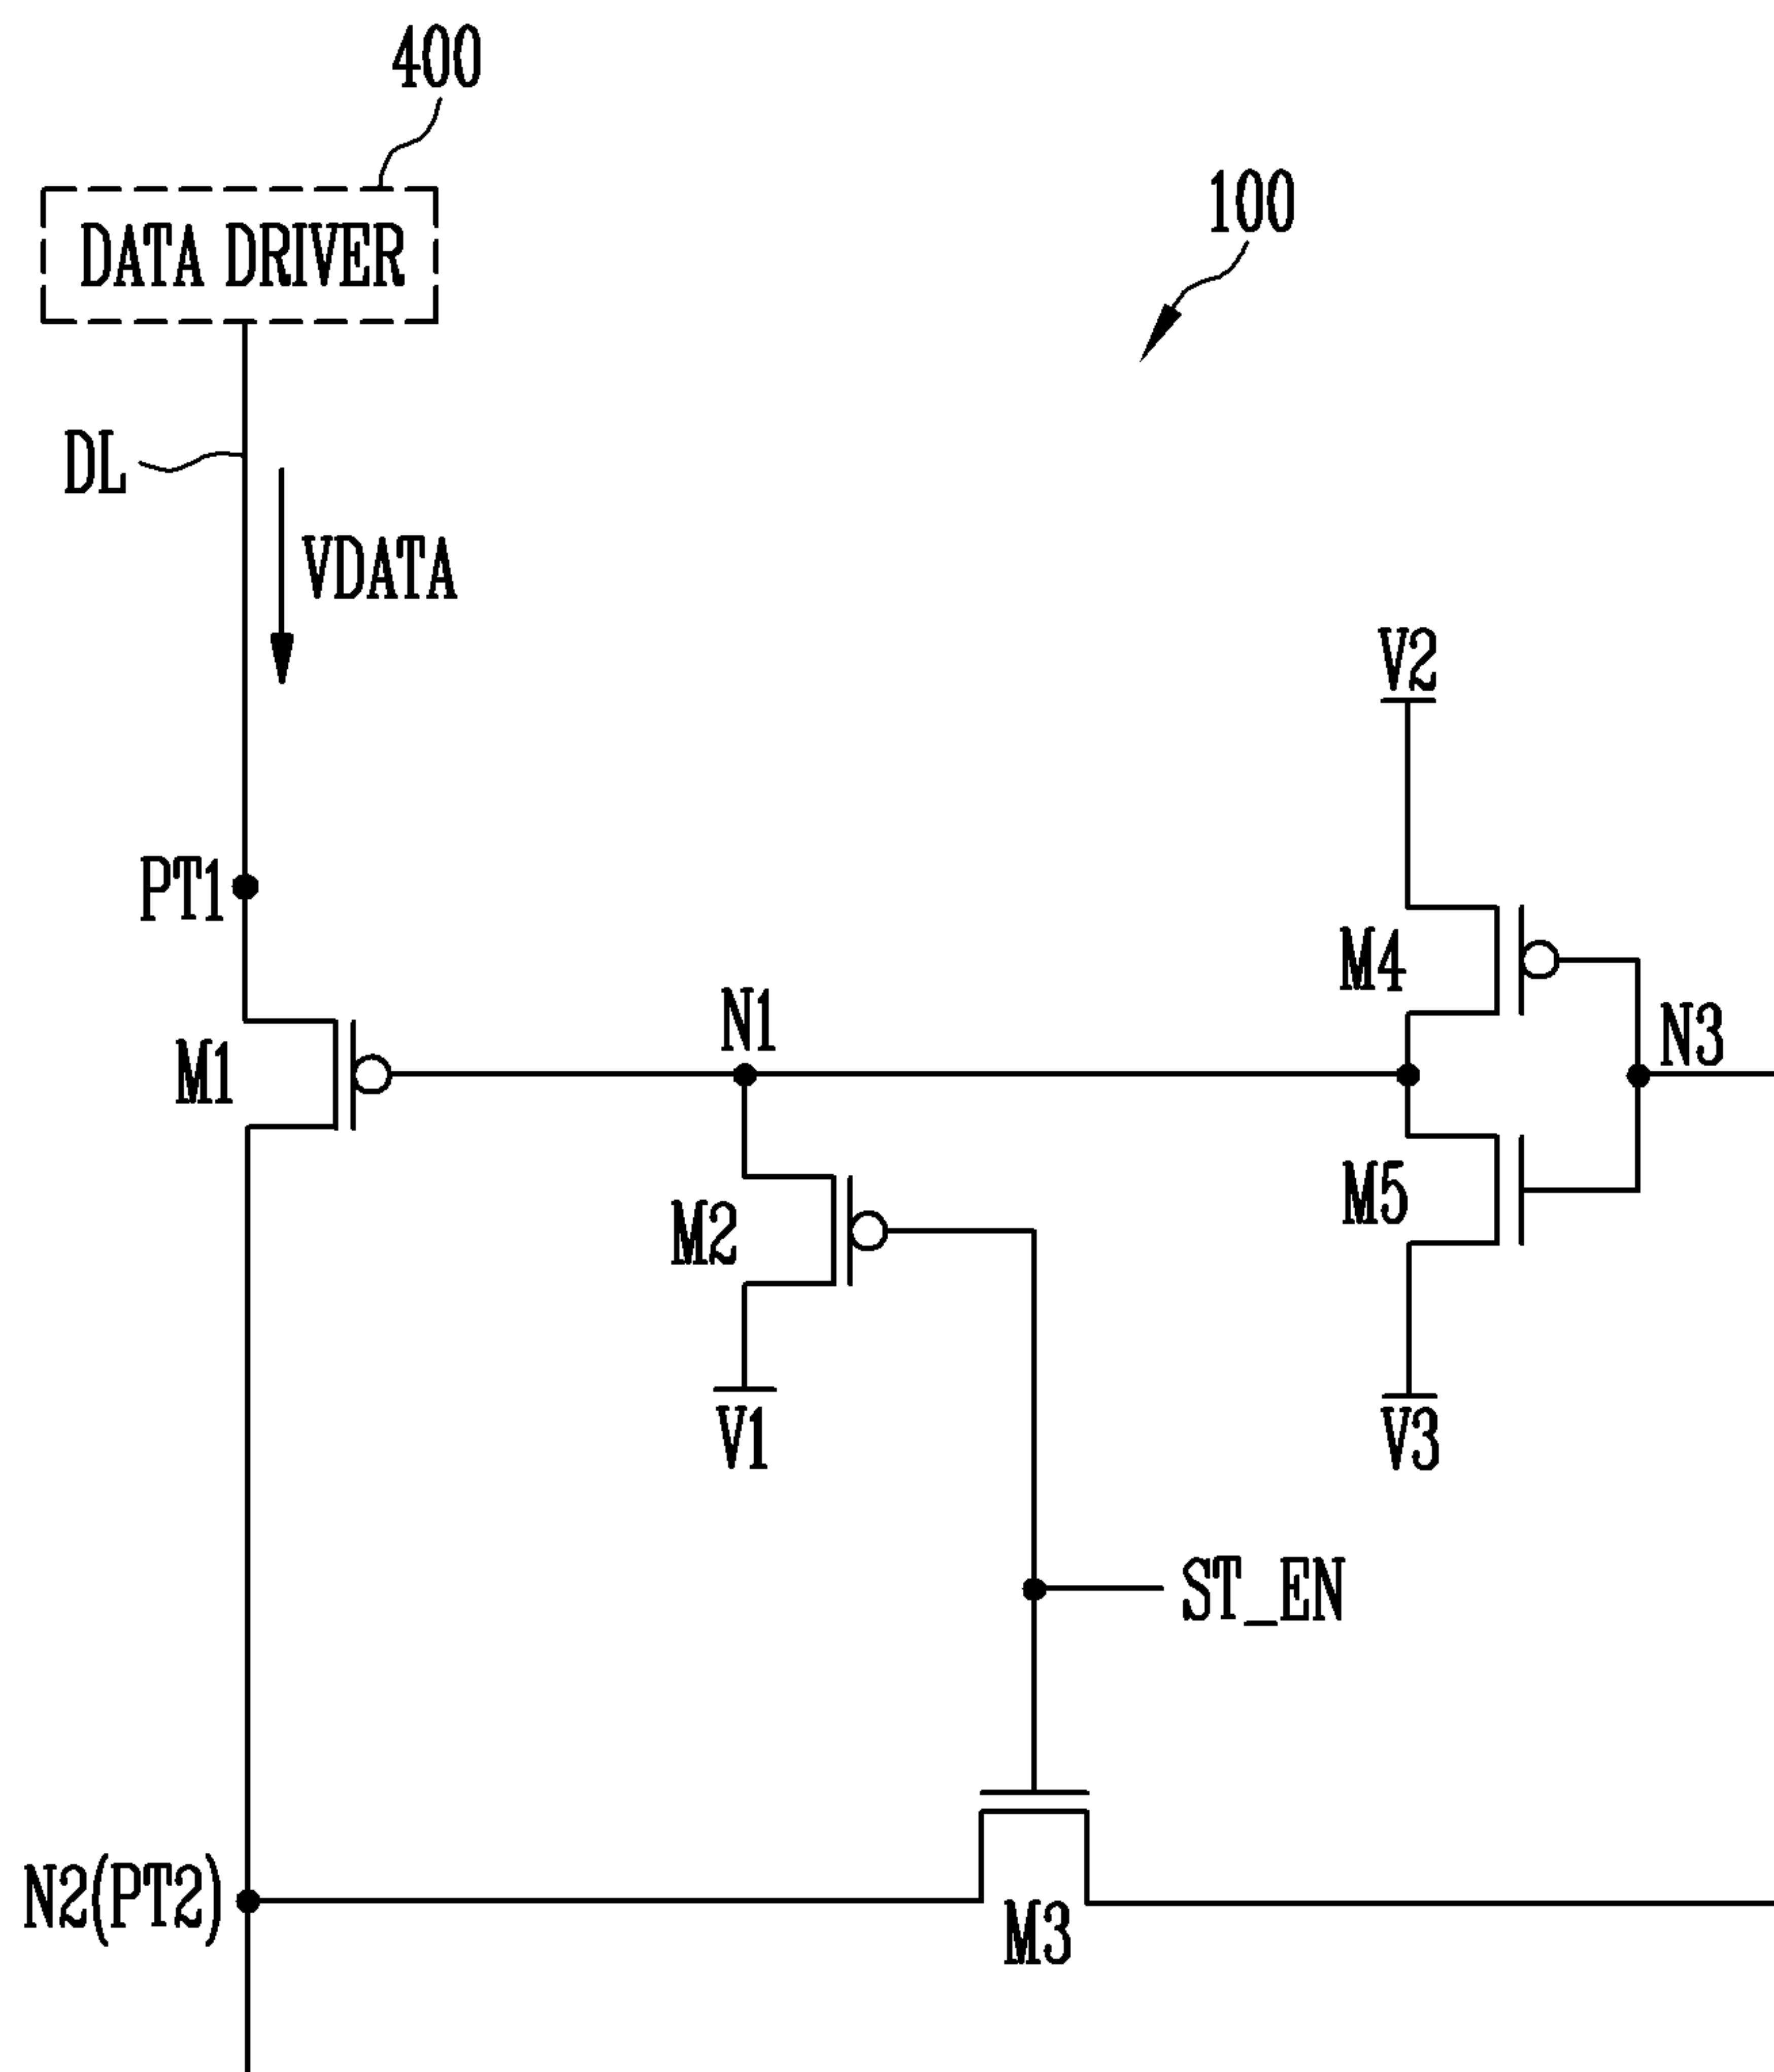 400
100
DATA DRIVER
DL
VDATA
V2
PT1
M4
N1
N3
M1
M5
M2
V1
V3
ST_EN
N2(PT2)
M3